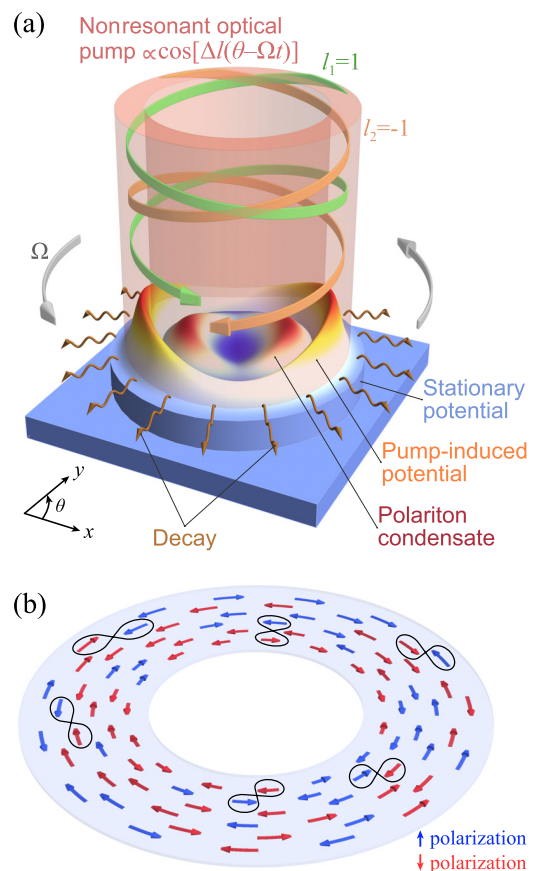 (a)
Nonresonant optical
pump ∝cos[Δl(θ–Ωt)]
l₁=1
l₂=-1
Ω
Stationary
potential
Pump-induced
potential
Polariton
condensate
Decay
y
θ
x
(b)
↑ polarization
↓ polarization